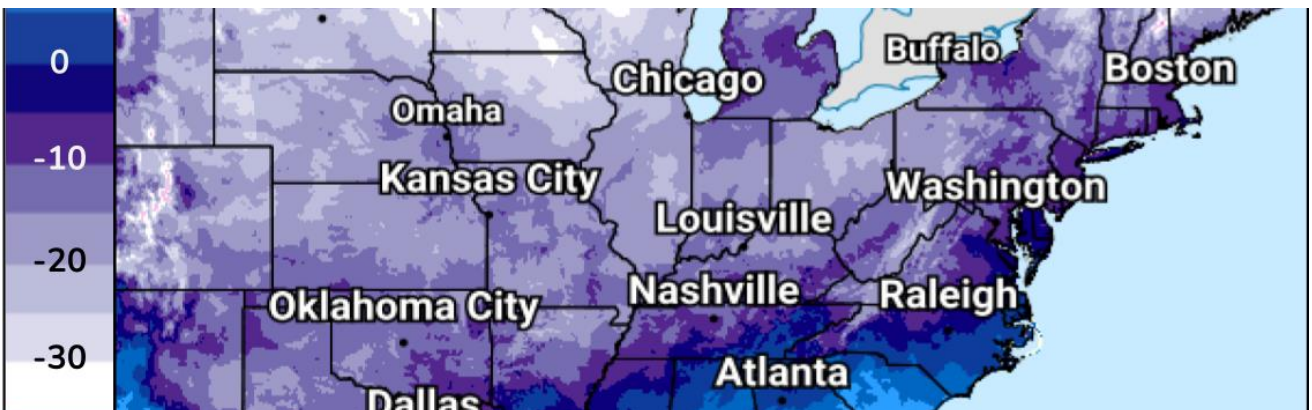 0
-10
-20
-30
Buffalo
Boston
Chicago
Omaha
Kansas City
Washington
Louisville
Nashville
Raleigh
Oklahoma City
Atlanta
Dallas